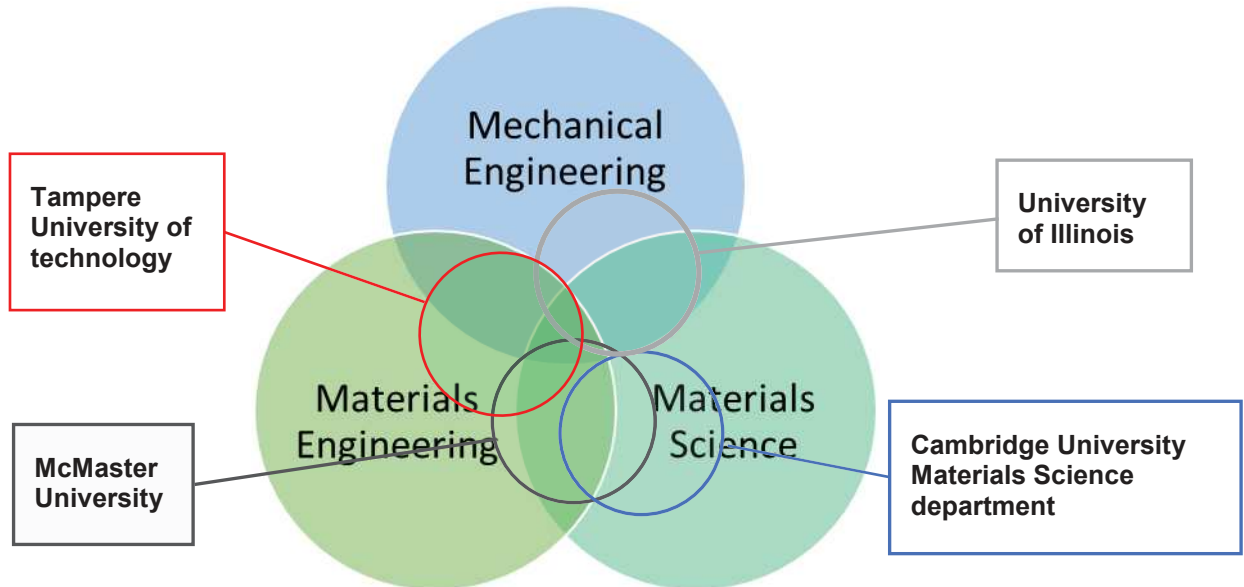 Mechanical
Engineering
Tampere
University of
technology
University
of Illinois
Materials
Engineering
Materials
Science
McMaster
University
Cambridge University
Materials Science
department